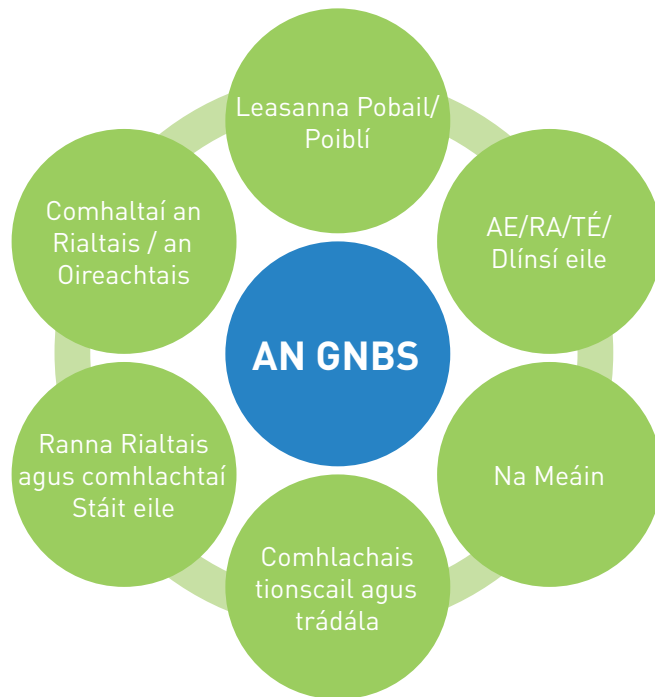 Leasanna Pobail/
Poiblí
AE/RA/TÉ/
Dlínsí eile
Na Meáin
Comhlachais
tionscail agus
trádála
Ranna Rialtais
agus comhlachtaí
Stáit eile
Comhaltaí an
Rialtais / an
Oireachtais
AN GNBS